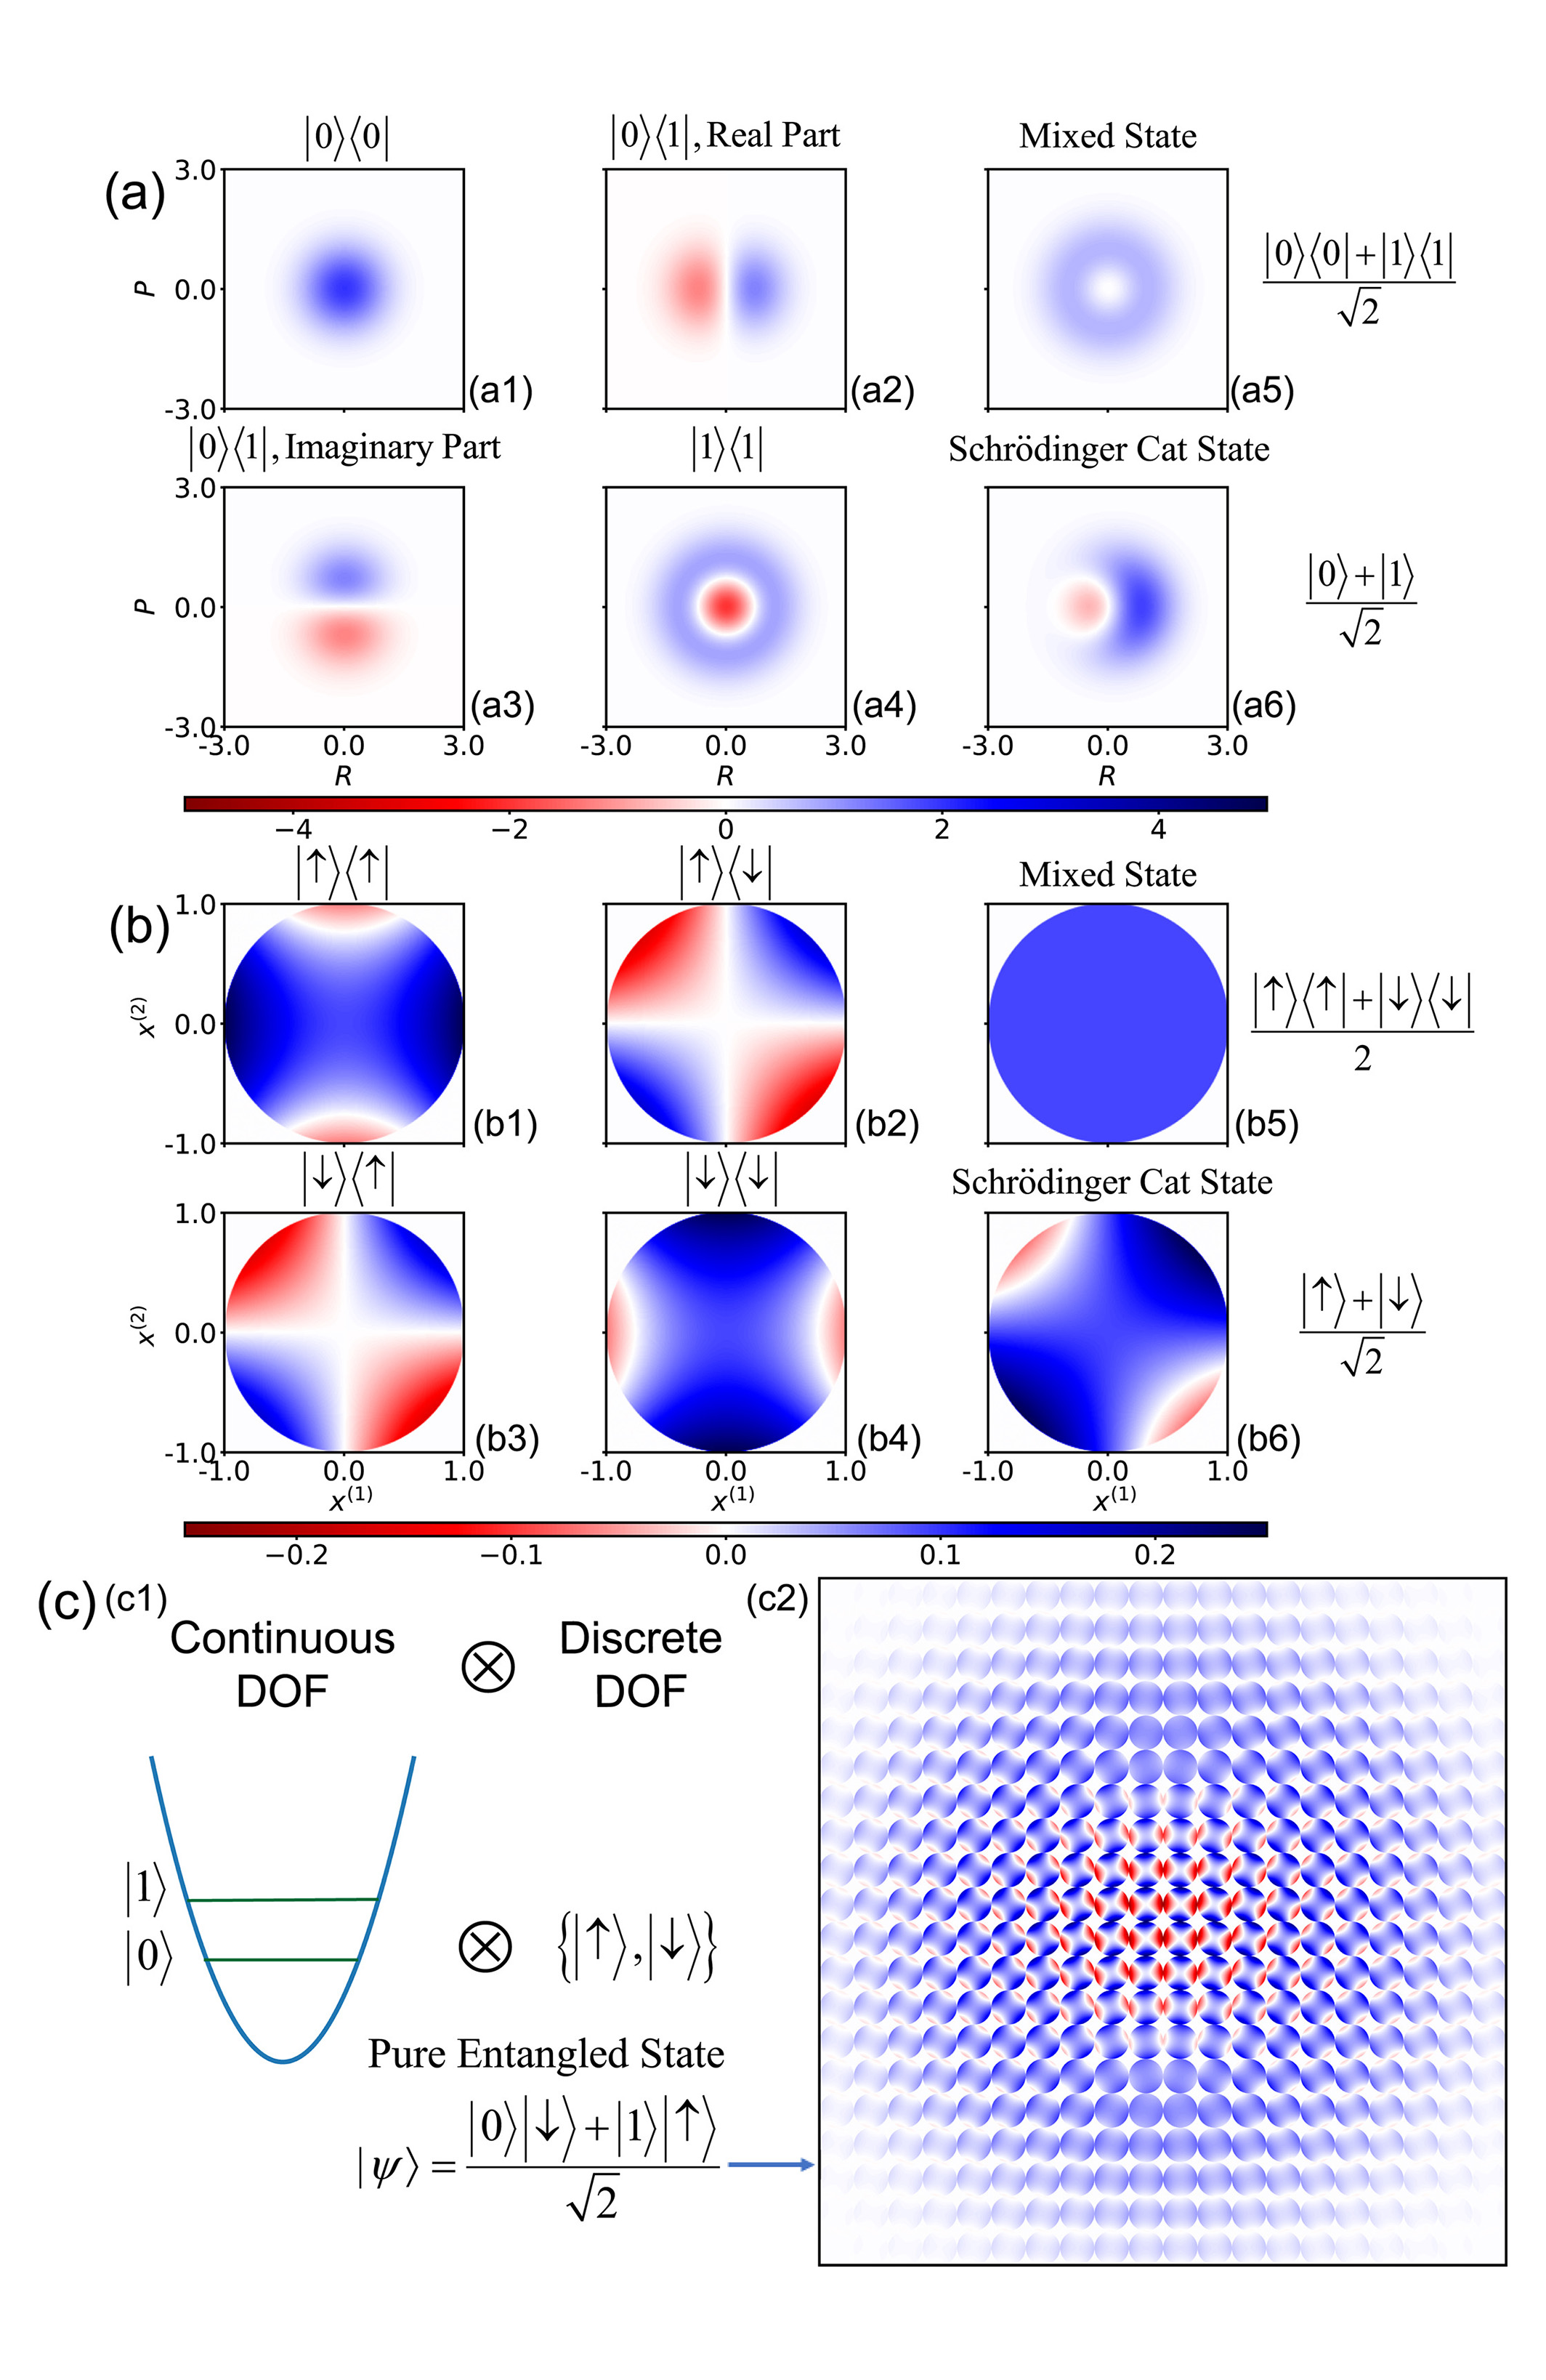 |0⟩⟨0|
|0⟩⟨1|, Real Part
Mixed State
(a)
3.0
P
0.0
-3.0
(a1)
(a2)
(a5)
|0⟩⟨0|+|1⟩⟨1|
√2
|0⟩⟨1|, Imaginary Part
|1⟩⟨1|
Schrödinger Cat State
3.0
P
0.0
-3.0
(a3)
(a4)
(a6)
|0⟩+|1⟩
√2
-3.0 0.0 3.0
-3.0 0.0 3.0
-3.0 0.0 3.0
R
R
R
−4 −2 0 2 4
|↑⟩⟨↑|
|↑⟩⟨↓|
Mixed State
(b)
1.0
x(2)
0.0
-1.0
(b1)
(b2)
(b5)
|↑⟩⟨↑|+|↓⟩⟨↓|
2
|↓⟩⟨↑|
|↓⟩⟨↓|
Schrödinger Cat State
1.0
x(2)
0.0
-1.0
(b3)
(b4)
(b6)
|↑⟩+|↓⟩
√2
-1.0 0.0 1.0
-1.0 0.0 1.0
-1.0 0.0 1.0
x(1)
x(1)
x(1)
−0.2 −0.1 0.0 0.1 0.2
(c) (c1)
(c2)
Continuous
DOF
⊗
Discrete
DOF
|1⟩
|0⟩
⊗
{|↑⟩,|↓⟩}
Pure Entangled State
|ψ⟩ = |0⟩|↓⟩+|1⟩|↑⟩
√2